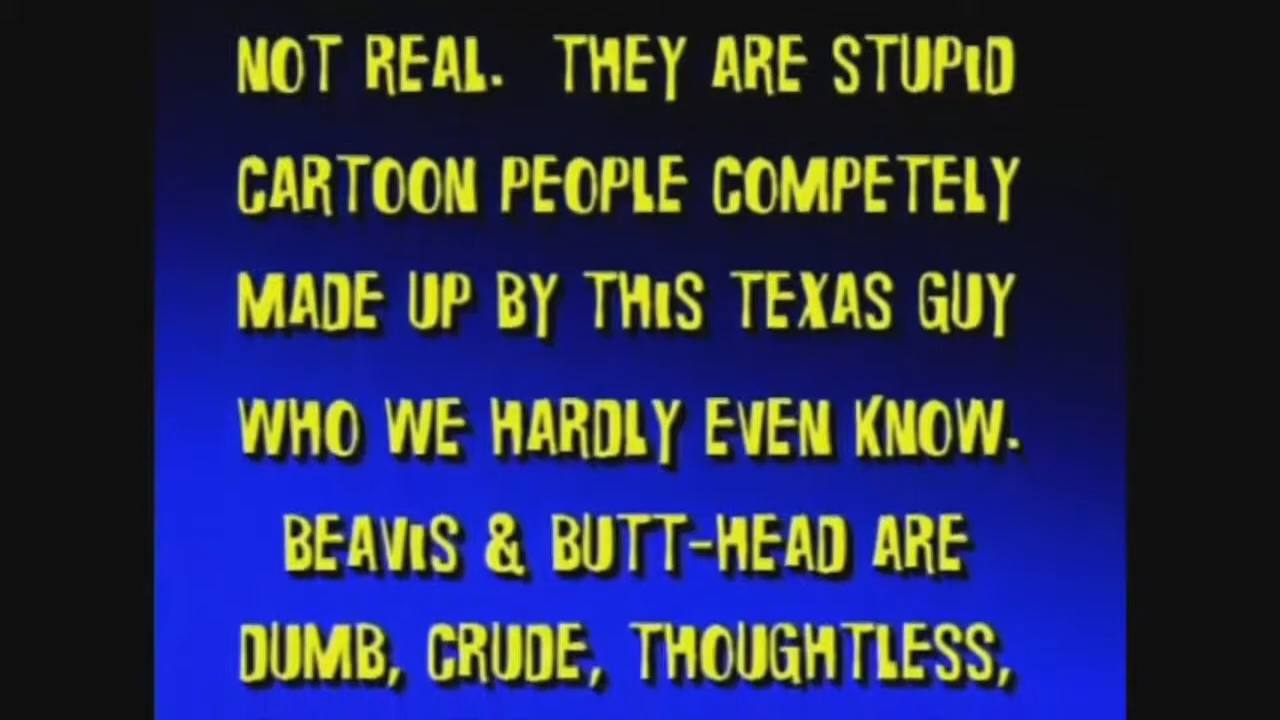 NOT REAL. THEY ARE STUPID
CARTOON PEOPLE COMPETELY
MADE UP BY THIS TEXAS GUY
WHO WE HARDLY EVEN KNOW.
BEAVIS & BUTT-HEAD ARE
DUMB, CRUDE, THOUGHTLESS,